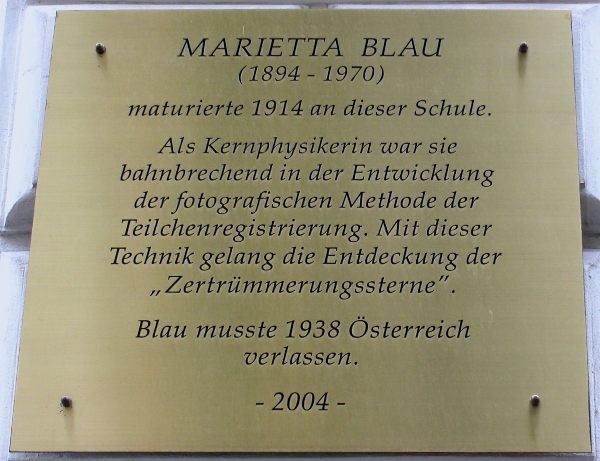 MARIETTA BLAU
(1894 - 1970)
maturierte 1914 an dieser Schule.
Als Kernphysikerin war sie
bahnbrechend in der Entwicklung
der fotografischen Methode der
Teilchenregistrierung. Mit dieser
Technik gelang die Entdeckung der
„Zertrümmerungssterne”.
Blau musste 1938 Österreich
verlassen.
- 2004 -